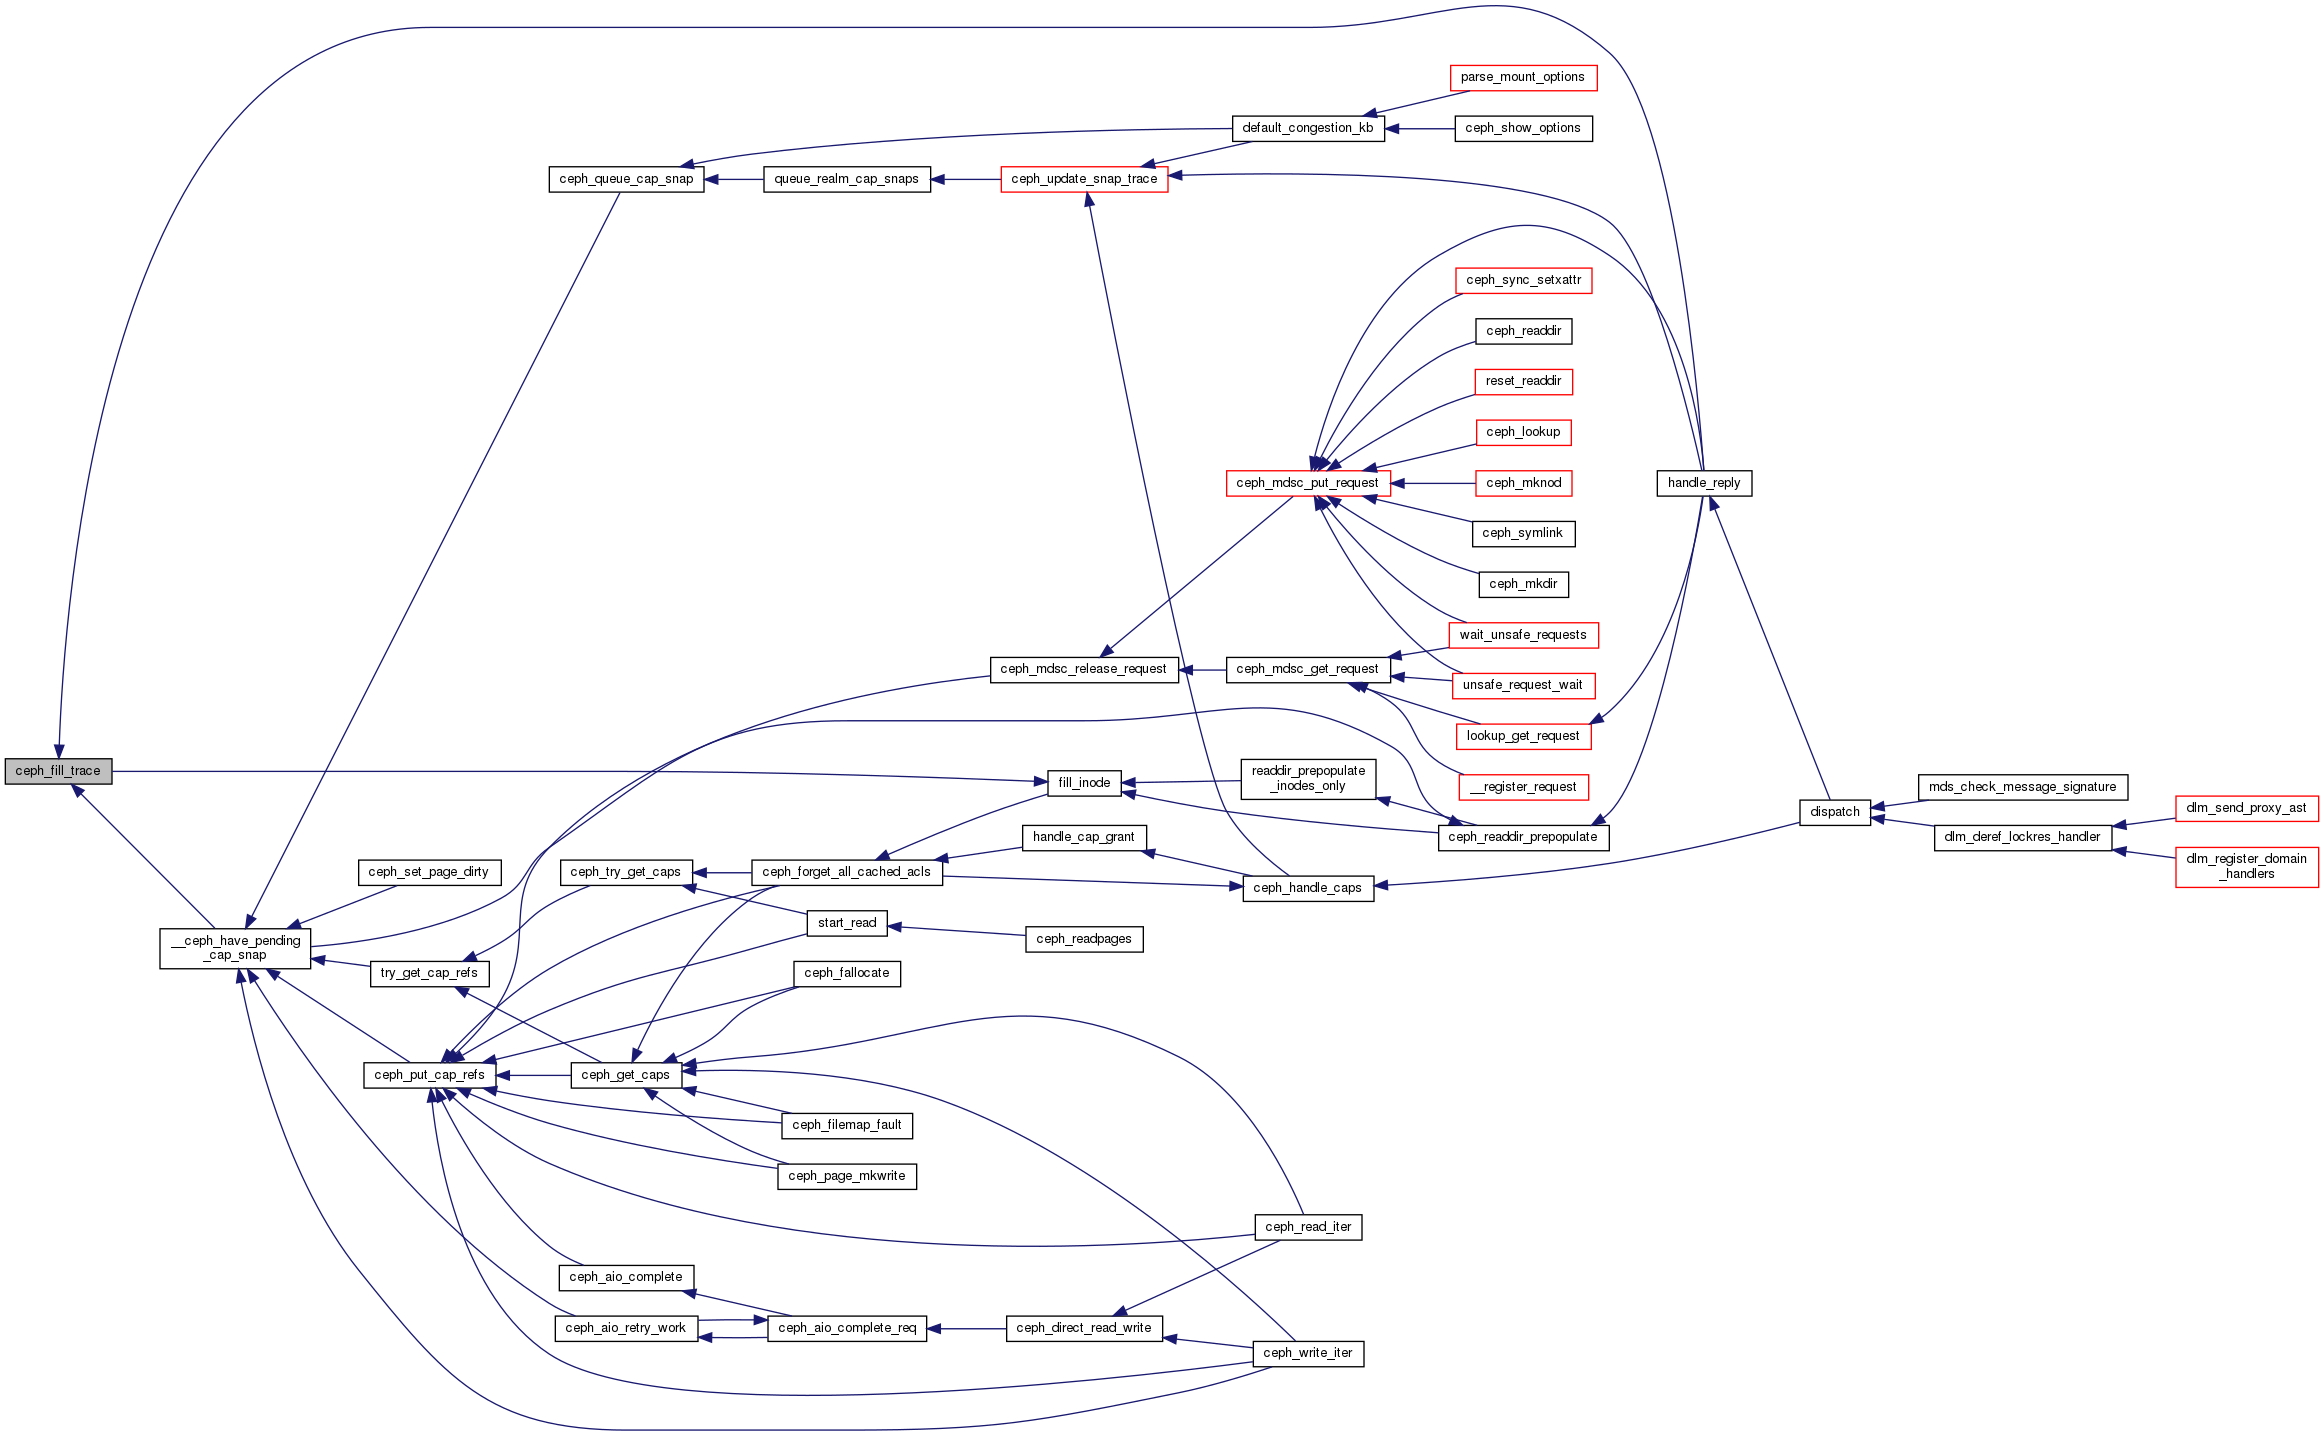 parse_mount_options
default_congestion_kb
ceph_show_options
ceph_queue_cap_snap
queue_realm_cap_snaps
ceph_update_snap_trace
ceph_sync_setxattr
ceph_readdir
reset_readdir
ceph_lookup
ceph_mdsc_put_request
ceph_mknod
handle_reply
ceph_symlink
ceph_mkdir
wait_unsafe_requests
ceph_mdsc_release_request
ceph_mdsc_get_request
unsafe_request_wait
lookup_get_request
ceph_fill_trace
fill_inode
readdir_prepopulate
_inodes_only
__register_request
mds_check_message_signature
dispatch
dlm_send_proxy_ast
handle_cap_grant
ceph_readdir_prepopulate
dlm_deref_lockres_handler
ceph_set_page_dirty
ceph_try_get_caps
ceph_forget_all_cached_acls
ceph_handle_caps
dlm_register_domain
_handlers
start_read
ceph_readpages
__ceph_have_pending
_cap_snap
try_get_cap_refs
ceph_fallocate
ceph_put_cap_refs
ceph_get_caps
ceph_filemap_fault
ceph_page_mkwrite
ceph_read_iter
ceph_aio_complete
ceph_aio_retry_work
ceph_aio_complete_req
ceph_direct_read_write
ceph_write_iter